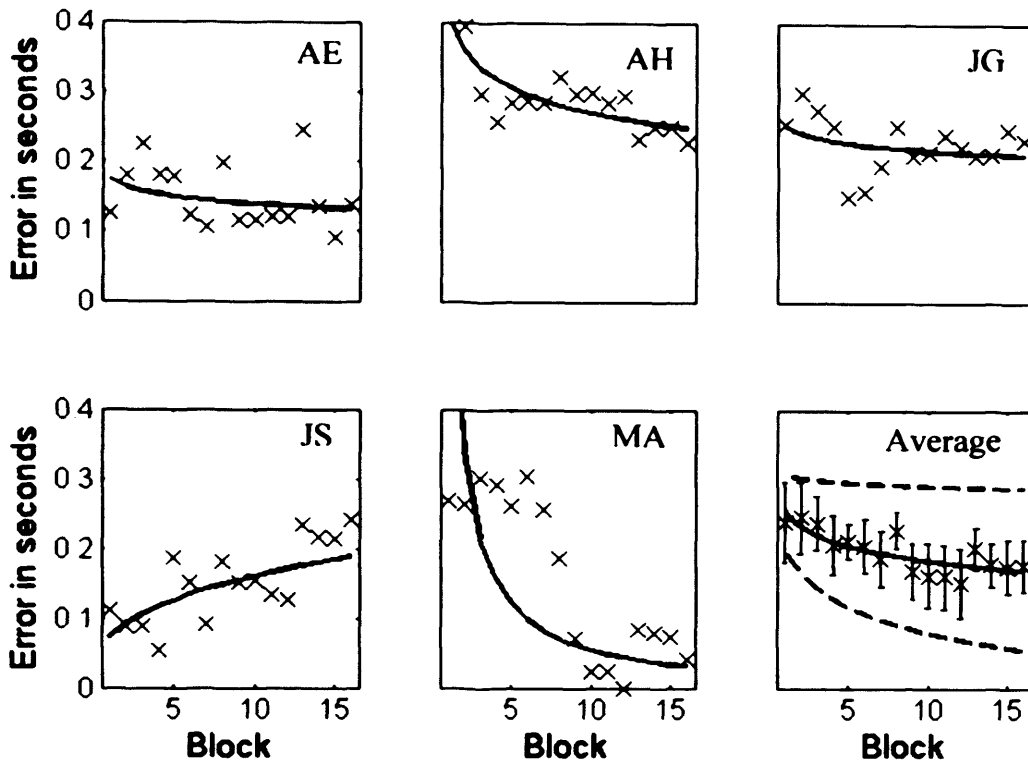 Error in seconds
0 4
0 3
0 2
0 1
0
AE
AH
JG
Error in seconds
0 4
0 3
0 2
0 1
0
JS
MA
Average
5 10 15
5 10 15
5 10 15
Block
Block
Block